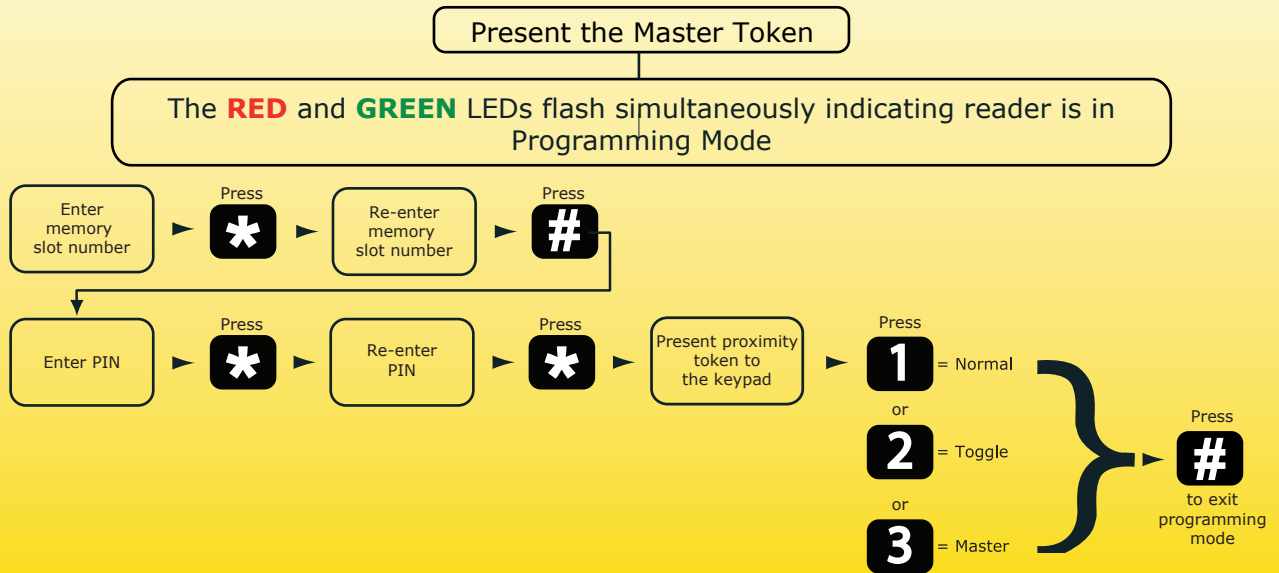 Present the Master Token
The RED and GREEN LEDs flash simultaneously indicating reader is in
Programming Mode
Enter
memory
slot number
Press
*
Re-enter
memory
slot number
Press
#
Enter PIN
Press
*
Re-enter
PIN
Press
*
Present proximity
token to
the keypad
Press
1 = Normal
or
2 = Toggle
or
3 = Master
Press
#
to exit
programming
mode